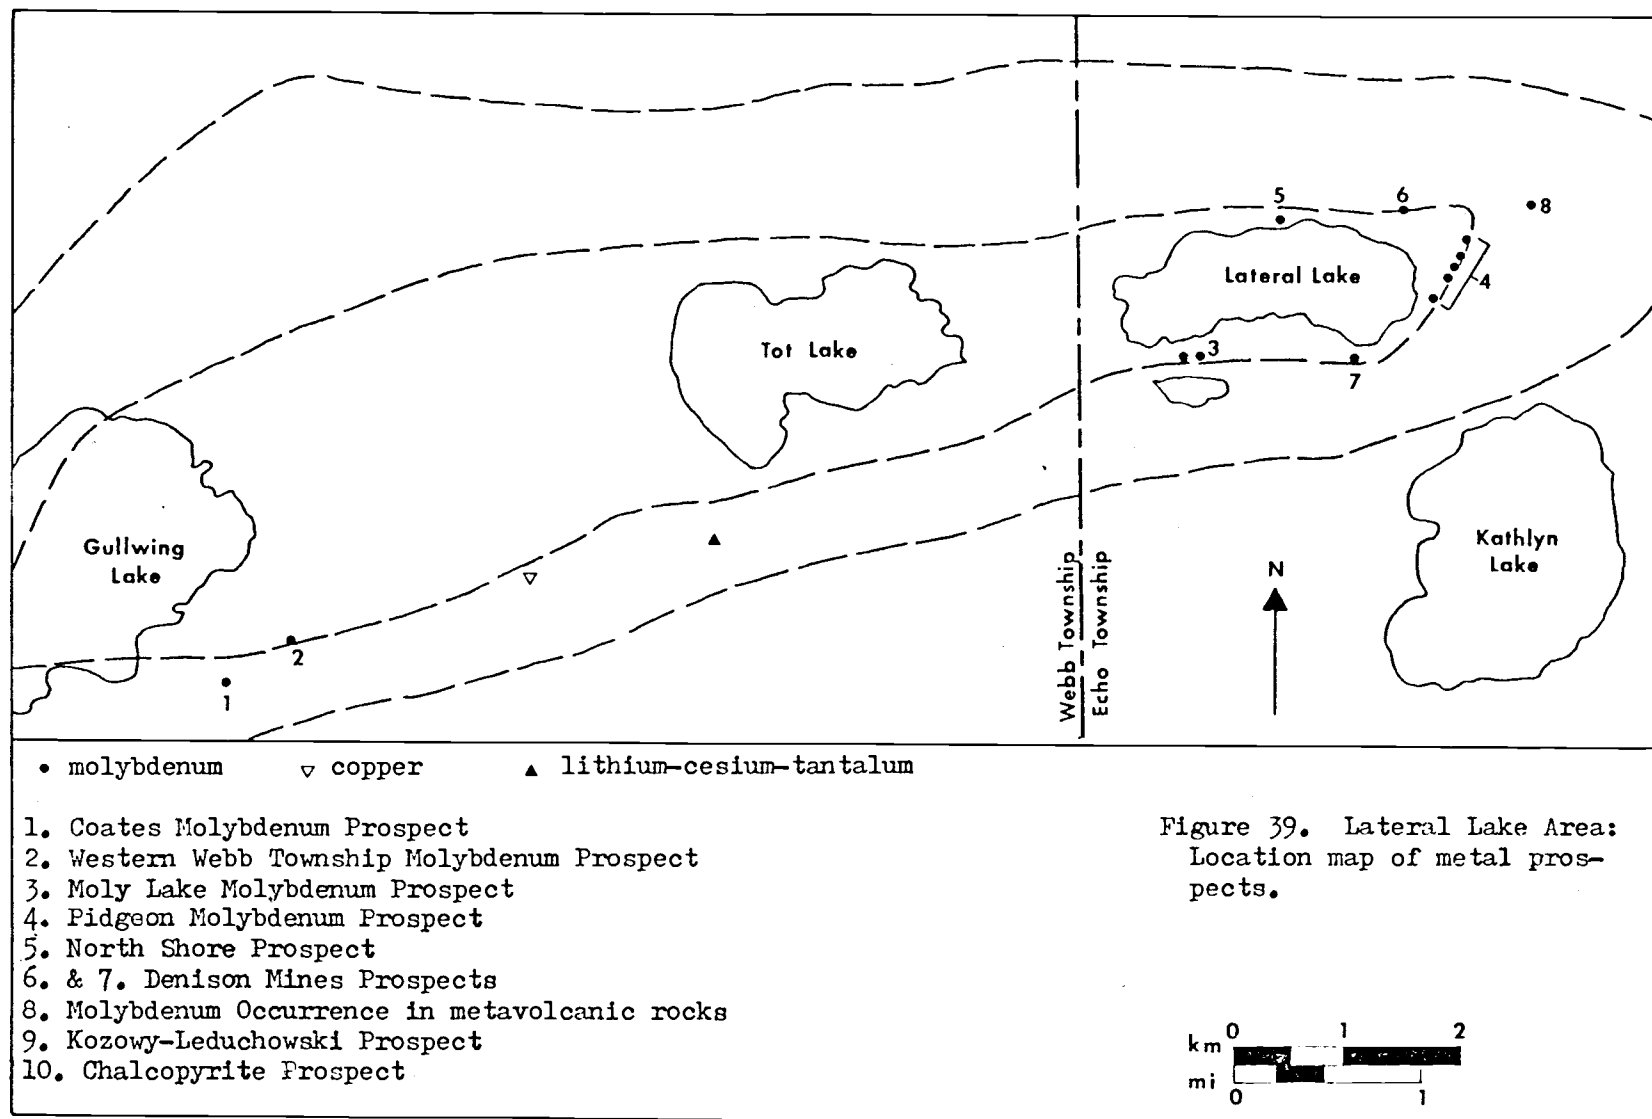 5
6
8
4
Lateral Lake
3
7
Tot Lake
Gullwing
Lake
Kathlyn
Lake
N
Webb Township
Echo Township
2
1
molybdenum
copper
lithium-cesium-tantalum
1. Coates Molybdenum Prospect
2. Western Webb Township Molybdenum Prospect
3. Moly Lake Molybdenum Prospect
4. Pidgeon Molybdenum Prospect
5. North Shore Prospect
6. & 7. Denison Mines Prospects
8. Molybdenum Occurrence in metavolcanic rocks
9. Kozowy-Leduchowski Prospect
10. Chalcopyrite Prospect
Figure 39. Lateral Lake Area:
Location map of metal pros-
pects.
0 1 2
km
mi
0 1